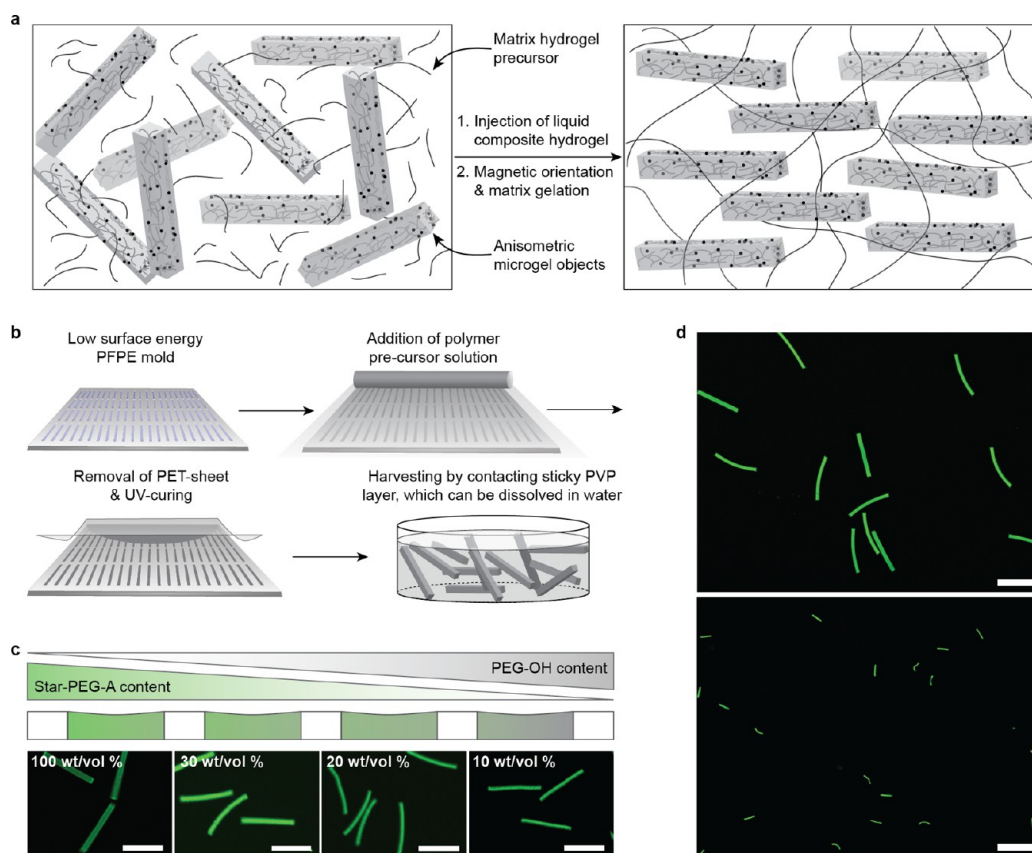 a
Matrix hydrogel
precursor
1. Injection of liquid
composite hydrogel
2. Magnetic orientation
& matrix gelation
Anisometric
microgel objects
b
Low surface energy
PFPE mold
Addition of polymer
pre-cursor solution
Removal of PET-sheet
& UV-curing
Harvesting by contacting sticky PVP
layer, which can be dissolved in water
c
PEG-OH content
Star-PEG-A content
100 wt/vol %
30 wt/vol %
20 wt/vol %
10 wt/vol %
d